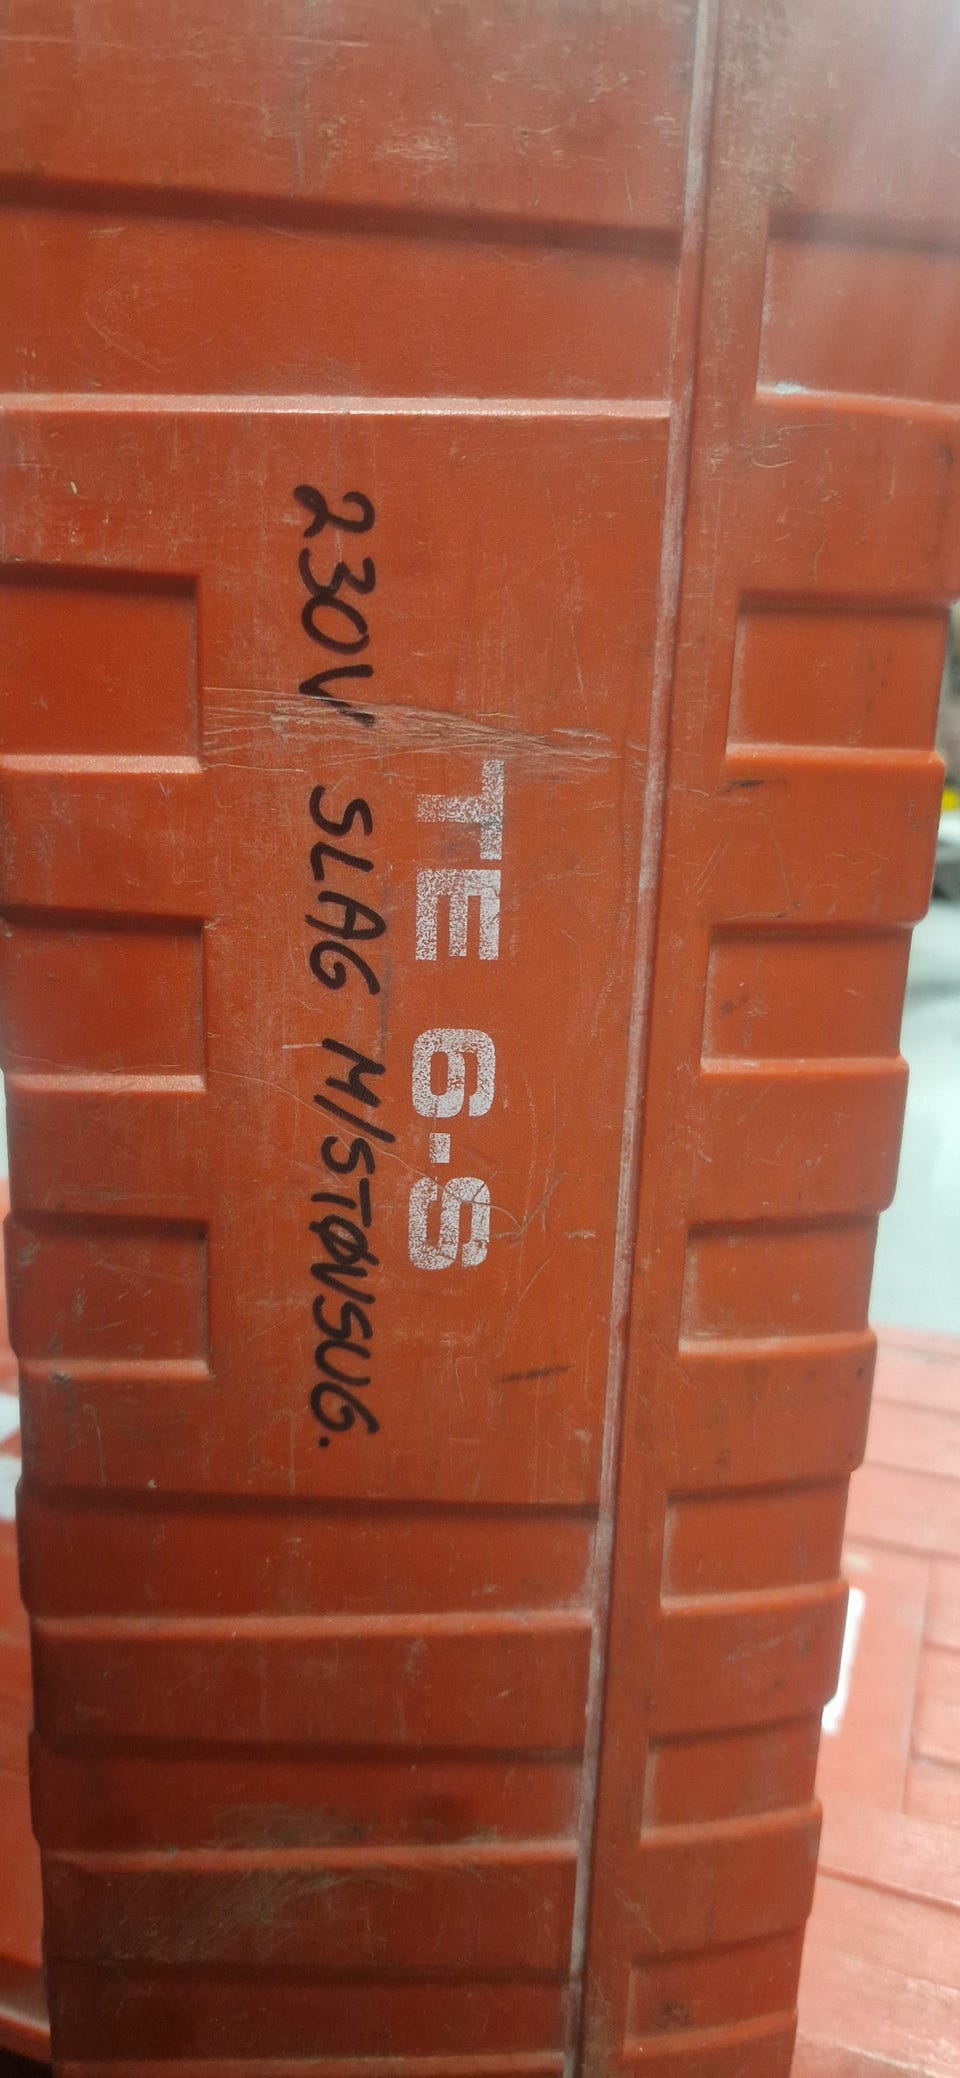 TE 6-S
230V SLAG M/STØVSUG.